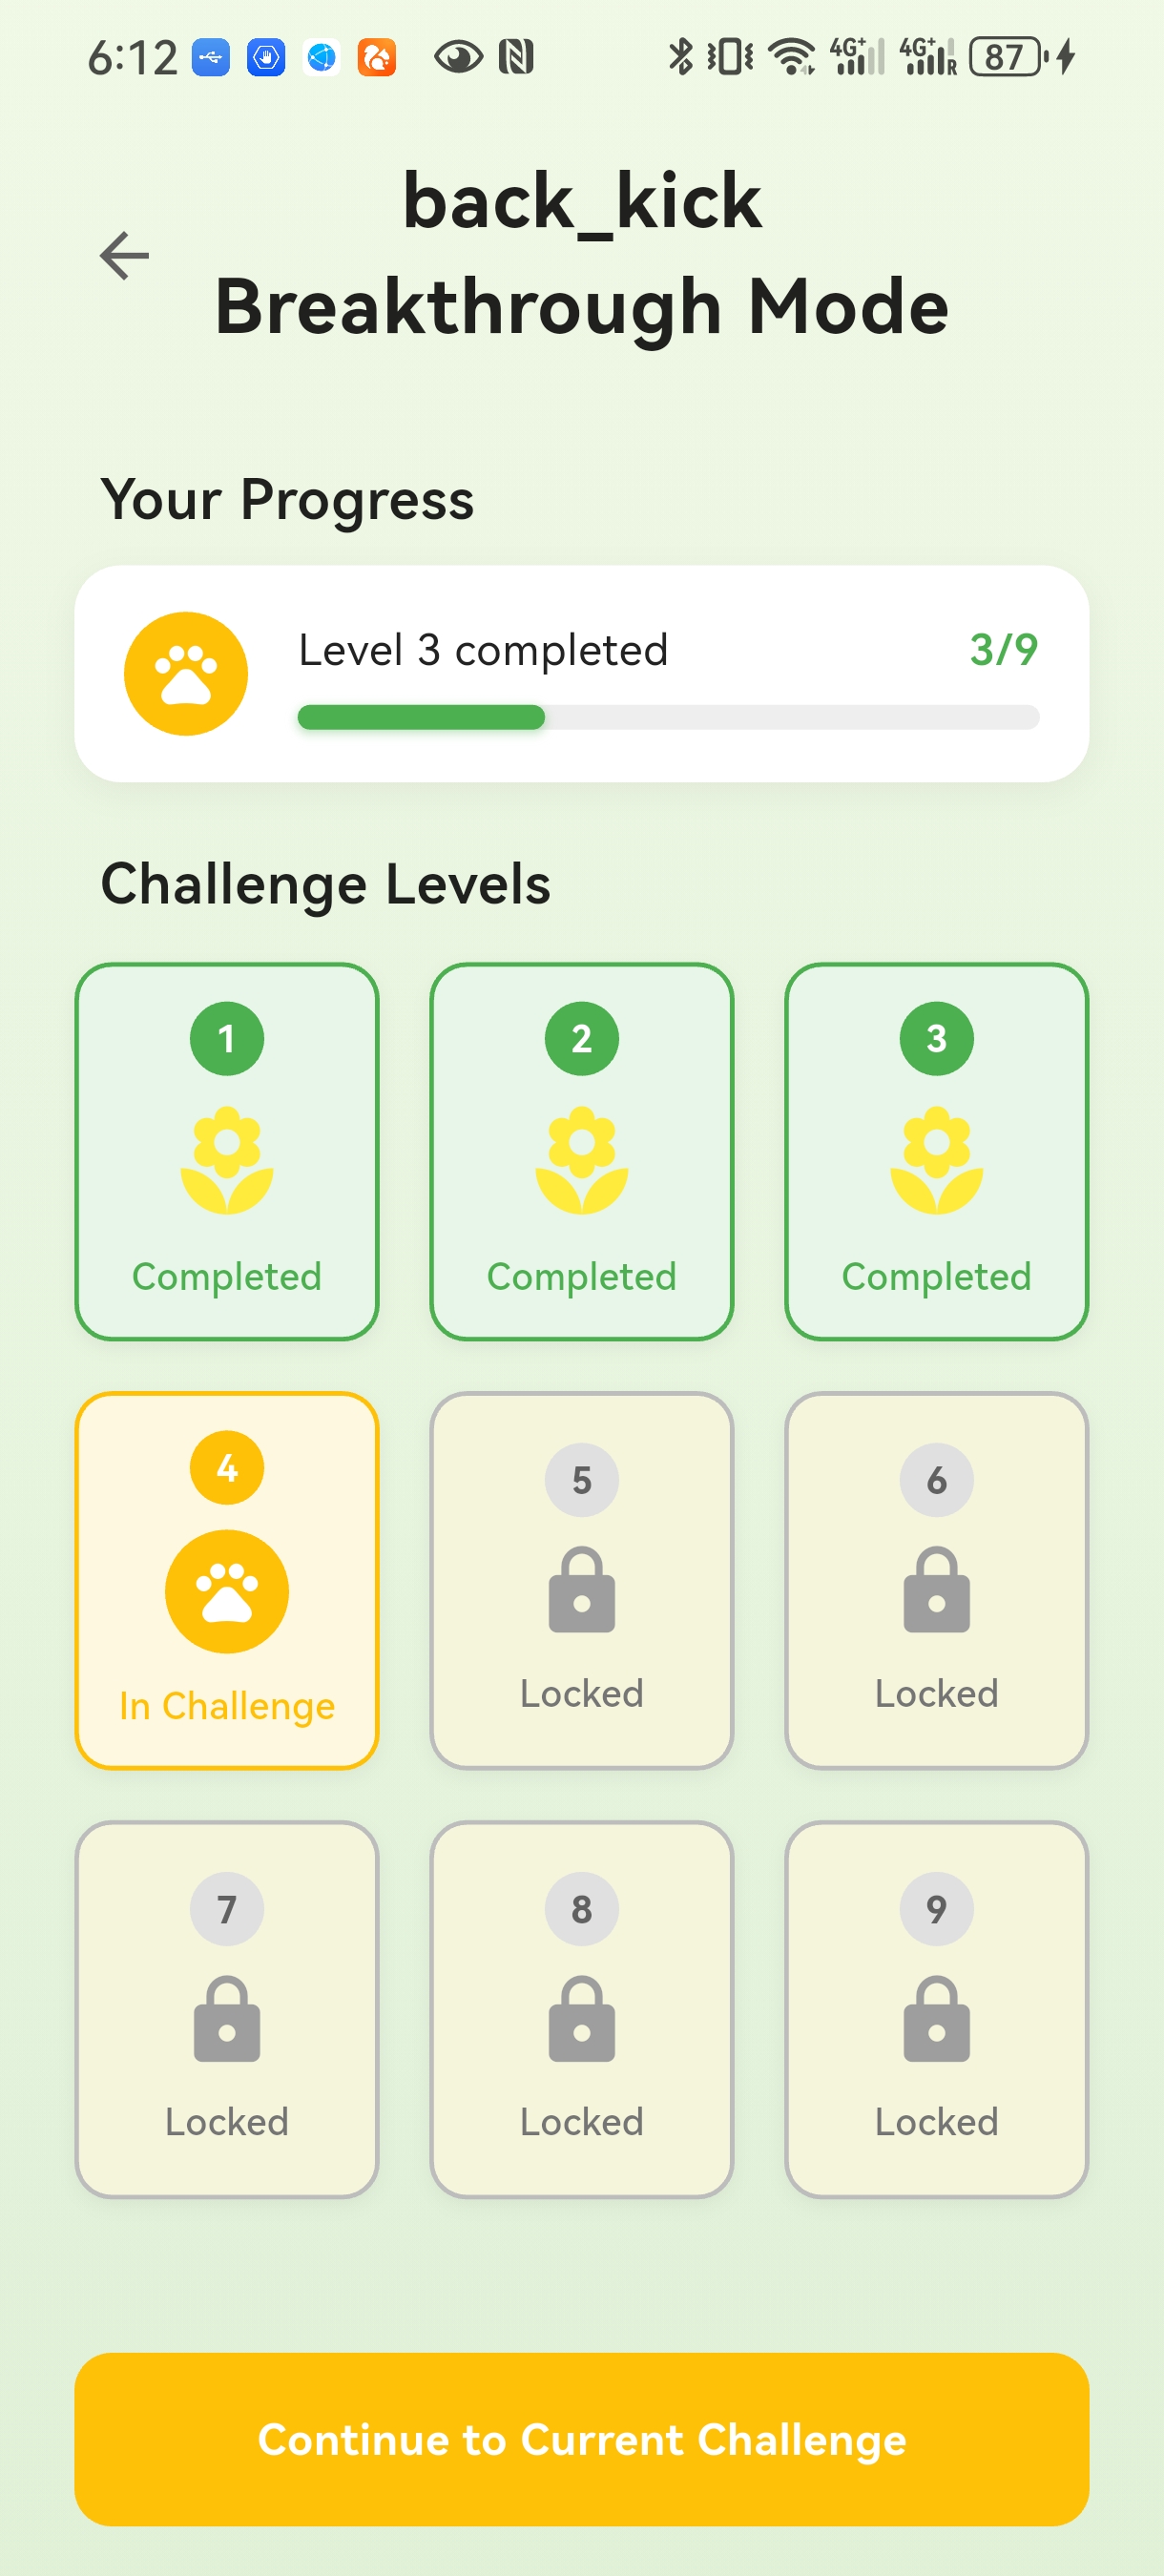 6:12
4G+
4G+
R
87
back_kick
Breakthrough Mode
Your Progress
Level 3 completed
3/9
Challenge Levels
1
2
3
Completed
Completed
Completed
4
5
6
In Challenge
Locked
Locked
7
8
9
Locked
Locked
Locked
Continue to Current Challenge